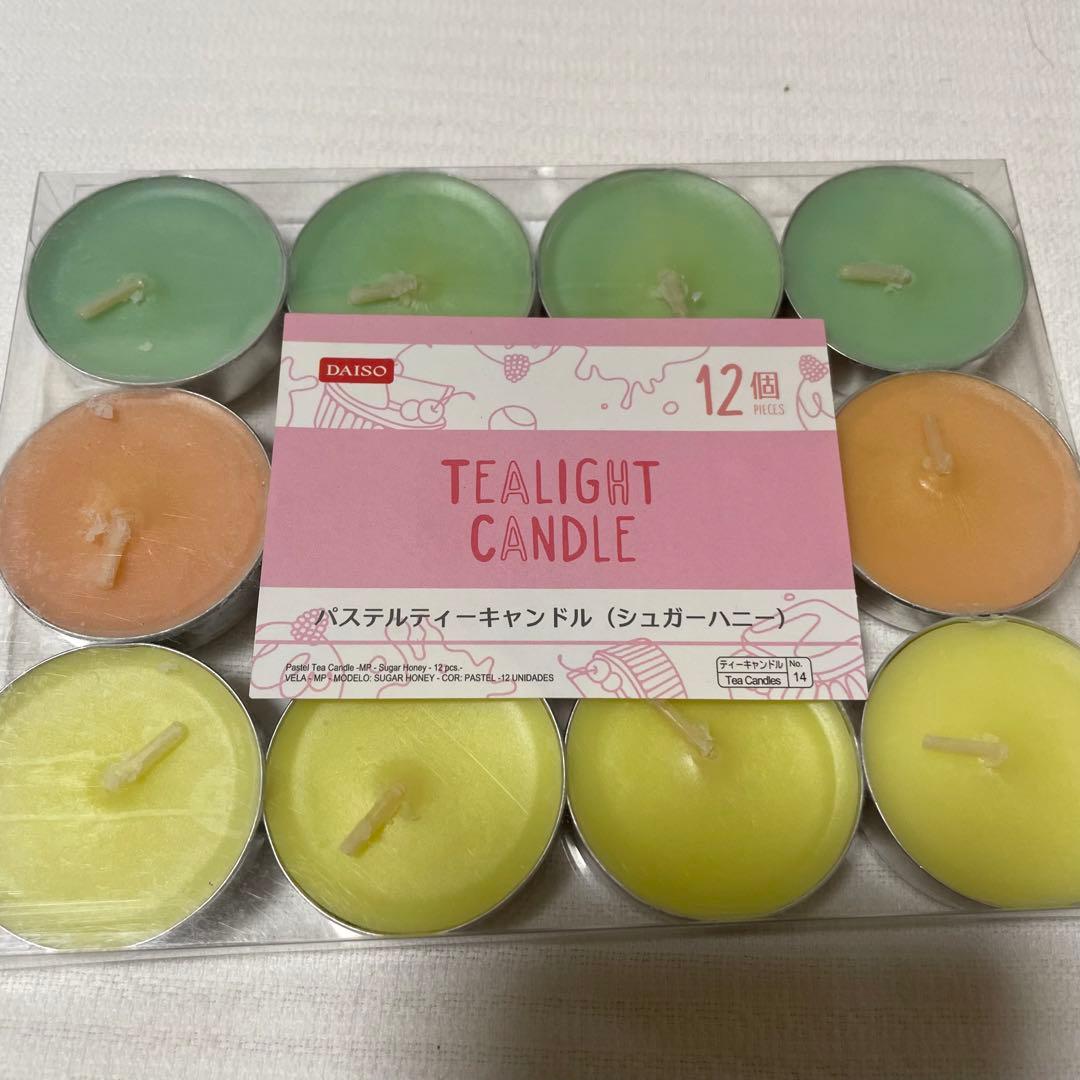 DAISO
12個
PIECES
TEALIGHT
CANDLE
パステルティーキャンドル（シュガーハニー）
Pastel Tea Candle -MP - Sugar Honey - 12 pcs.-
VELA - MP - MODELO: SUGAR HONEY - COR: PASTEL -12 UNIDADES
ティーキャンドル No.
Tea Candles 14